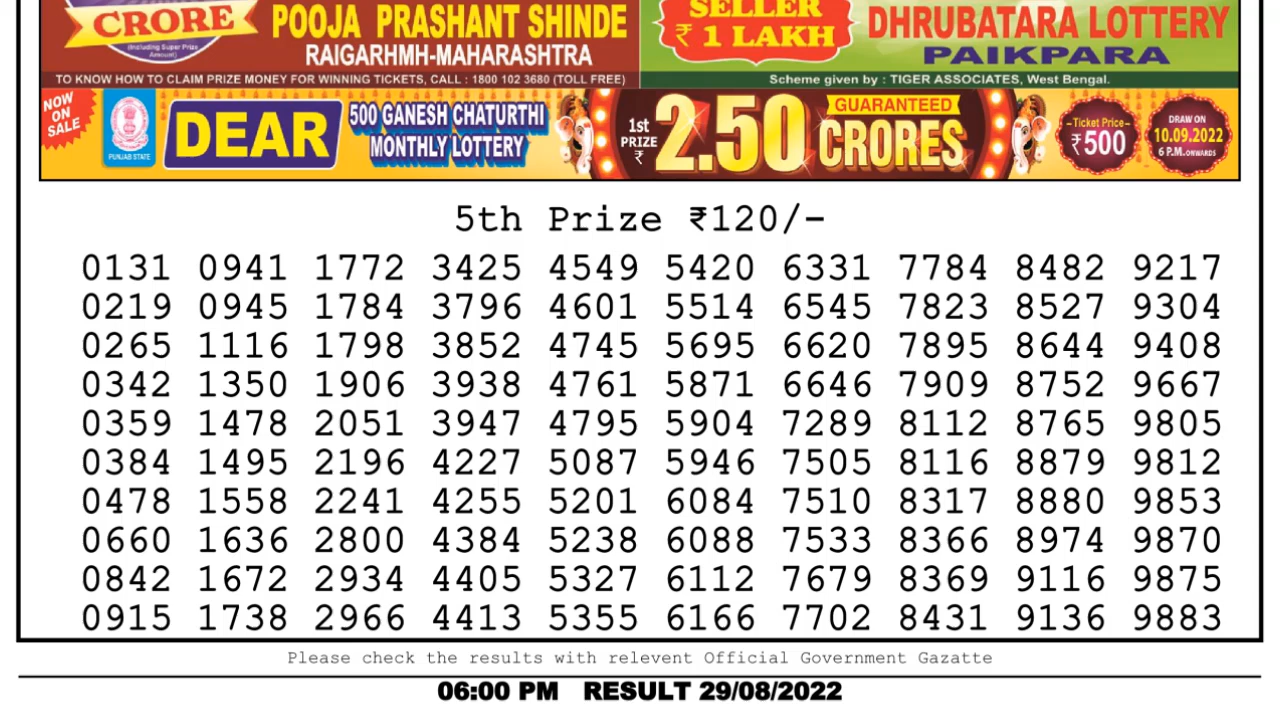 CRORE
(Including Super Prize
Amount)
POOJA PRASHANT SHINDE
RAIGARHMH-MAHARASHTRA
SELLER
₹ 1 LAKH
DHRUBATARA LOTTERY
PAIKPARA
TO KNOW HOW TO CLAIM PRIZE MONEY FOR WINNING TICKETS, CALL : 1800 102 3680 (TOLL FREE)
Scheme given by : TIGER ASSOCIATES, West Bengal.
NOW
ON
SALE
PUNJAB STATE
DEAR
500 GANESH CHATURTHI
MONTHLY LOTTERY
1st
PRIZE
₹
2.50
GUARANTEED
CRORES
-Ticket Price-
₹500
DRAW ON
10.09.2022
6 P.M. ONWARDS
5th Prize ₹120/-
0131 0941 1772 3425 4549 5420 6331 7784 8482 9217
0219 0945 1784 3796 4601 5514 6545 7823 8527 9304
0265 1116 1798 3852 4745 5695 6620 7895 8644 9408
0342 1350 1906 3938 4761 5871 6646 7909 8752 9667
0359 1478 2051 3947 4795 5904 7289 8112 8765 9805
0384 1495 2196 4227 5087 5946 7505 8116 8879 9812
0478 1558 2241 4255 5201 6084 7510 8317 8880 9853
0660 1636 2800 4384 5238 6088 7533 8366 8974 9870
0842 1672 2934 4405 5327 6112 7679 8369 9116 9875
0915 1738 2966 4413 5355 6166 7702 8431 9136 9883
Please check the results with relevent Official Government Gazatte
06:00 PM RESULT 29/08/2022